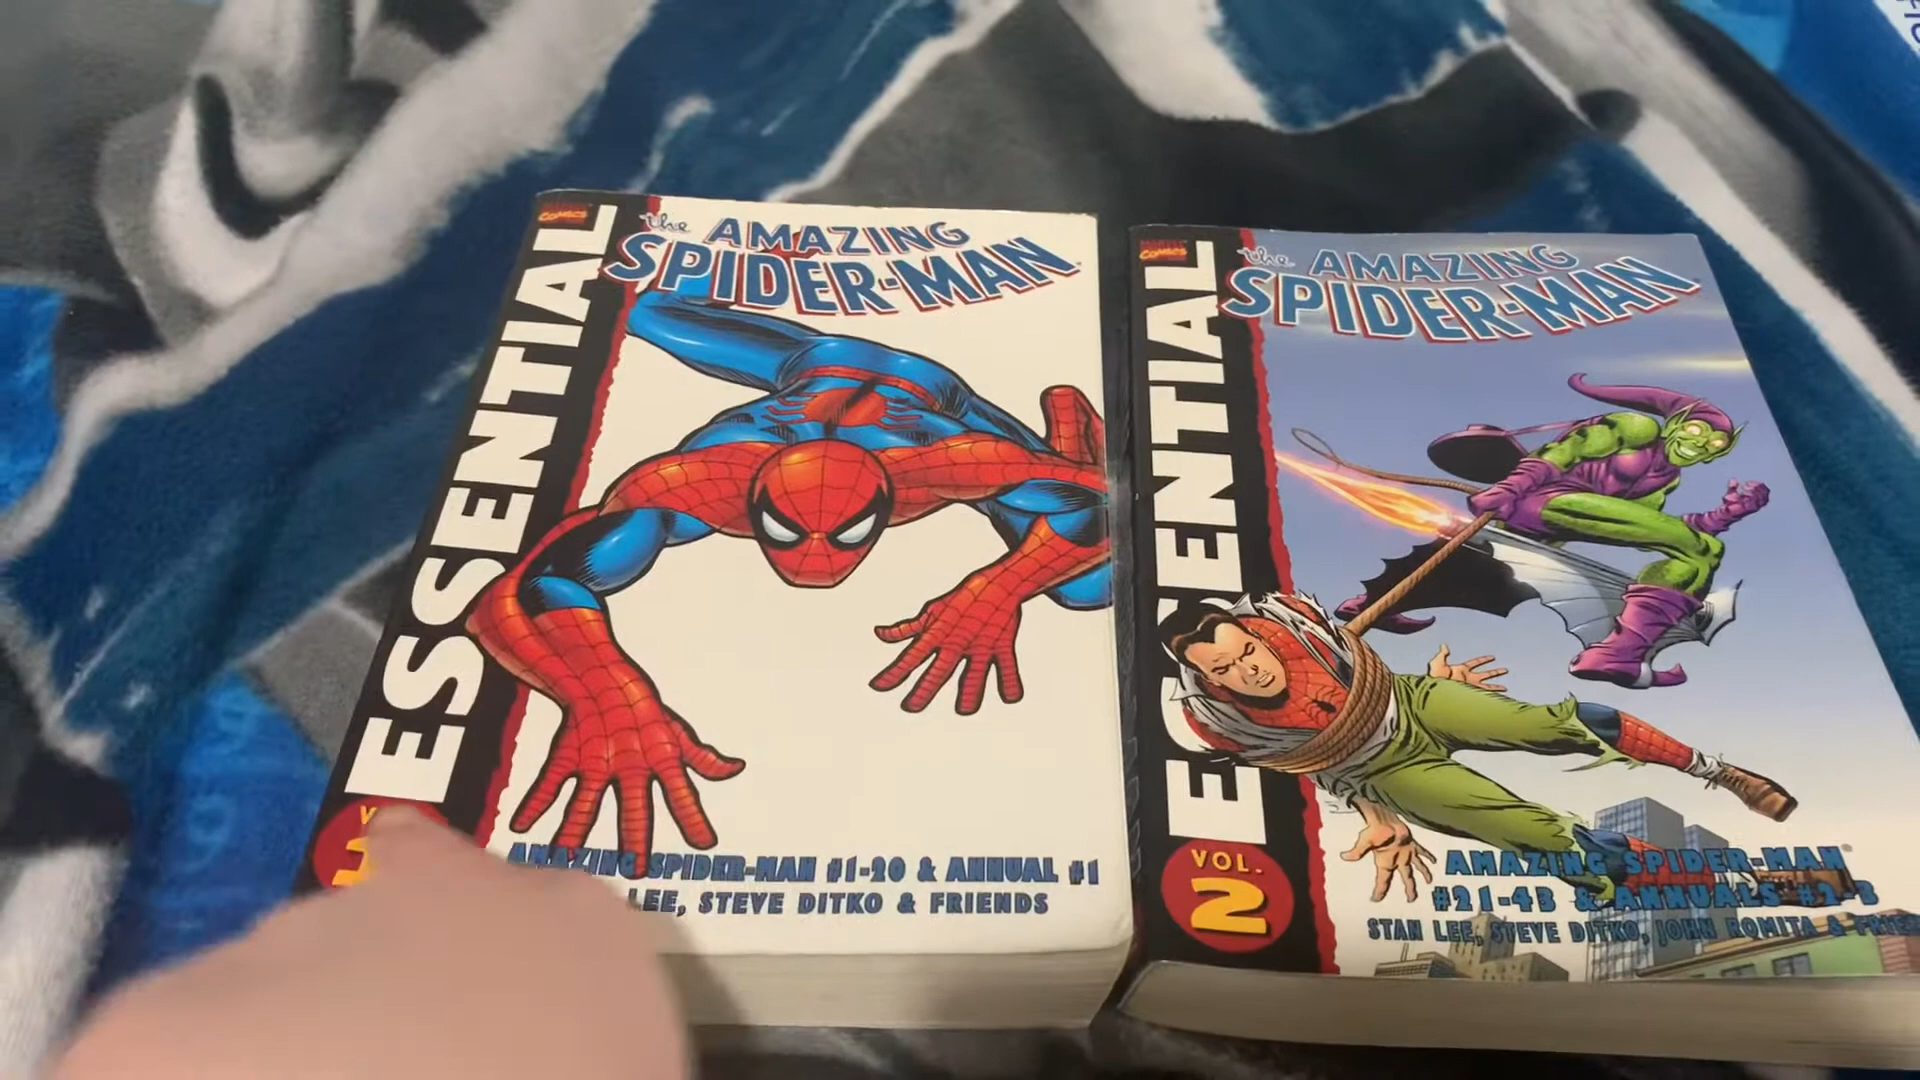 MARVEL COMICS
ESSENTIAL
the AMAZING
SPIDER-MAN
AMAZING SPIDER-MAN #1-20 & ANNUAL #1
LEE, STEVE DITKO & FRIENDS
MARVEL COMICS
ESSENTIAL
the AMAZING
SPIDER-MAN
VOL.
2
AMAZING SPIDER-MAN
#21-43 & ANNUALS #2-3
STAN LEE, STEVE DITKO, JOHN ROMITA &